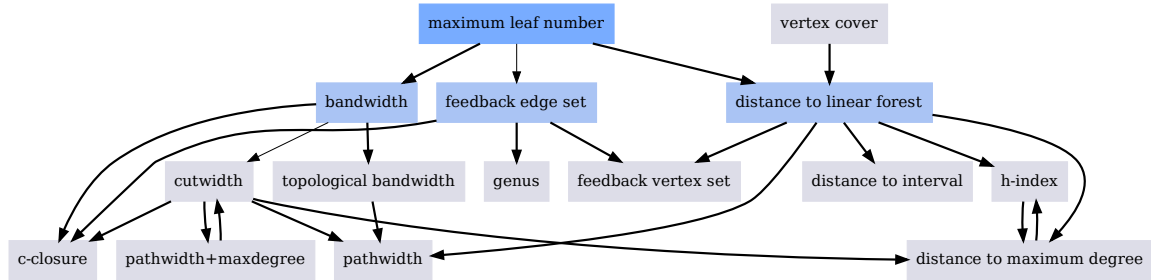 maximum leaf number
vertex cover
bandwidth
feedback edge set
distance to linear forest
cutwidth
topological bandwidth
genus
feedback vertex set
distance to interval
h-index
c-closure
pathwidth+maxdegree
pathwidth
distance to maximum degree